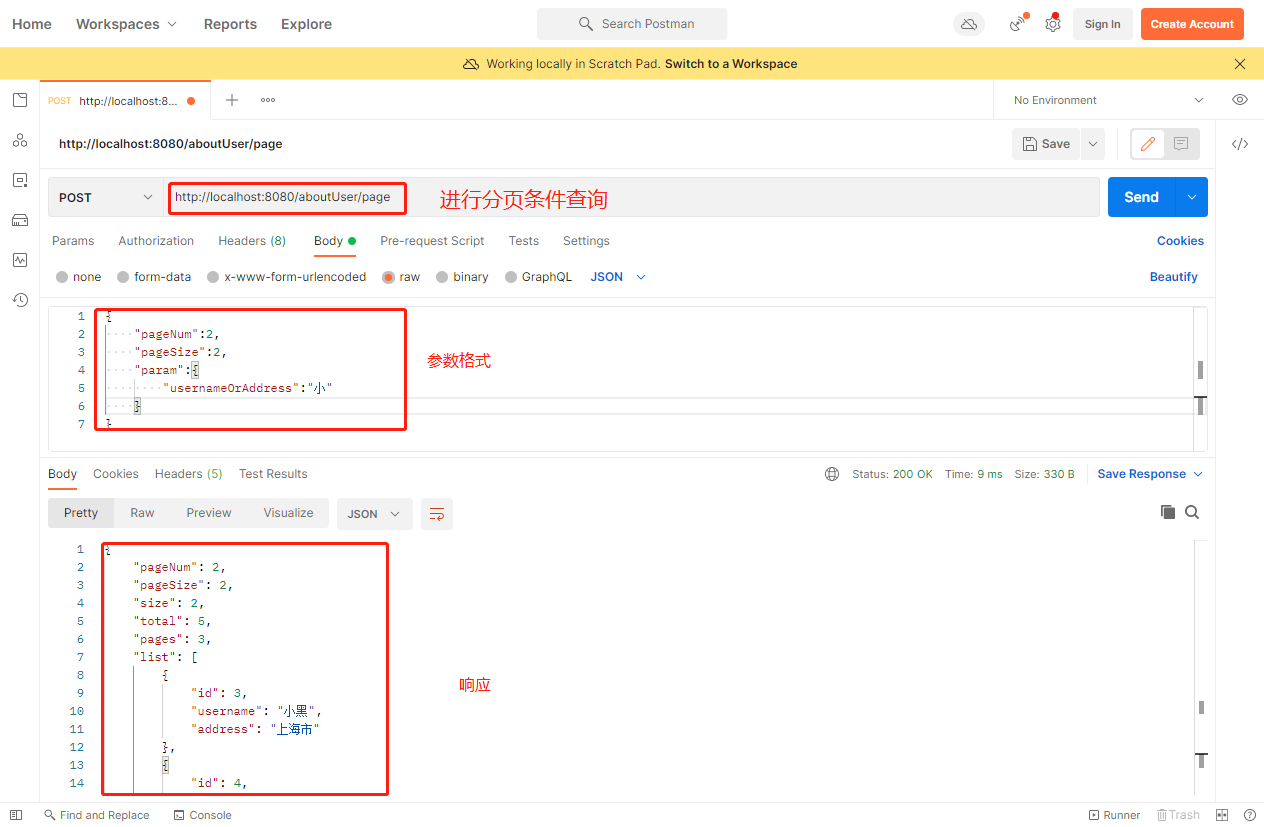 Home Workspaces Reports Explore Search Postman Sign In Create Account
Working locally in Scratch Pad. Switch to a Workspace
POST http://localhost:8... No Environment
http://localhost:8080/aboutUser/page Save
POST http://localhost:8080/aboutUser/page 进行分页条件查询 Send
Params Authorization Headers (8) Body Pre-request Script Tests Settings Cookies
none form-data x-www-form-urlencoded raw binary GraphQL JSON Beautify
1 {
2 "pageNum":2,
3 "pageSize":2,
4 "param":{
参数格式
5 "usernameOrAddress":"小"
6 }
7 }
Body Cookies Headers (5) Test Results Status: 200 OK Time: 9 ms Size: 330 B Save Response
Pretty Raw Preview Visualize JSON
1 {
2 "pageNum": 2,
3 "pageSize": 2,
4 "size": 2,
5 "total": 5,
6 "pages": 3,
7 "list": [
8 {
响应
9 "id": 3,
10 "username": "小黑",
11 "address": "上海市"
12 },
13 {
14 "id": 4,
Find and Replace Console Runner Trash